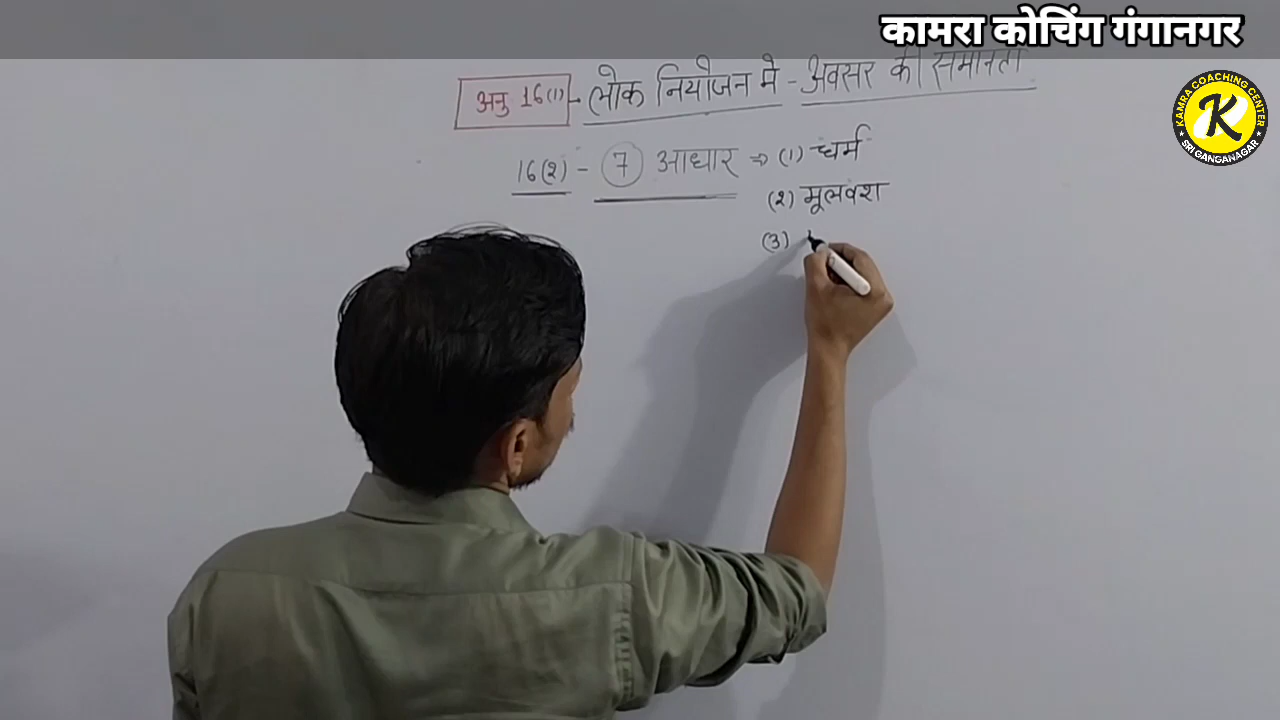 कामरा कोचिंग गंगानगर
KAMRA COACHING CENTER
K
SRI GANGANAGAR
अनु 16(1) - लोक नियोजन मे - अवसर की समानता
16(2) - 7 आधार ⇒ (1) धर्म
(2) मूलवंश
(3)